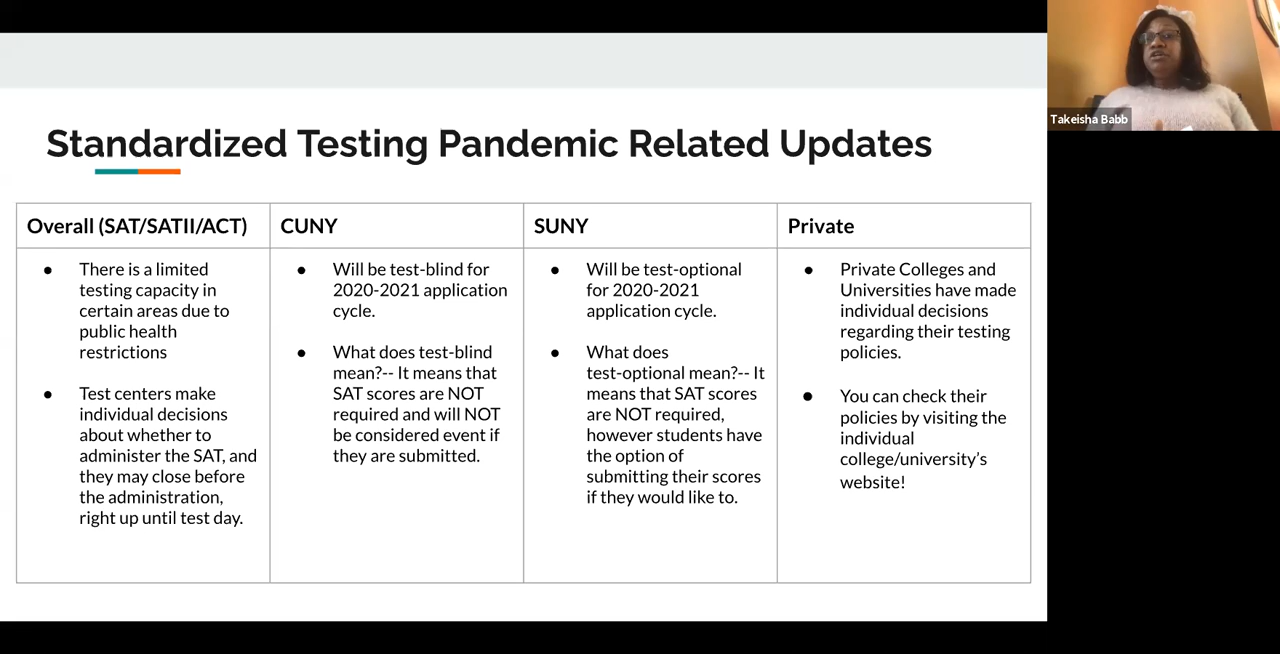 Standardized Testing Pandemic Related Updates
Takeisha Babb
Overall (SAT/SATII/ACT)
● There is a limited
testing capacity in
certain areas due to
public health
restrictions
● Test centers make
individual decisions
about whether to
administer the SAT, and
they may close before
the administration,
right up until test day.
CUNY
● Will be test-blind for
2020-2021 application
cycle.
● What does test-blind
mean?-- It means that
SAT scores are NOT
required and will NOT
be considered event if
they are submitted.
SUNY
● Will be test-optional
for 2020-2021
application cycle.
● What does
test-optional mean?-- It
means that SAT scores
are NOT required,
however students have
the option of
submitting their scores
if they would like to.
Private
● Private Colleges and
Universities have made
individual decisions
regarding their testing
policies.
● You can check their
policies by visiting the
individual
college/university’s
website!